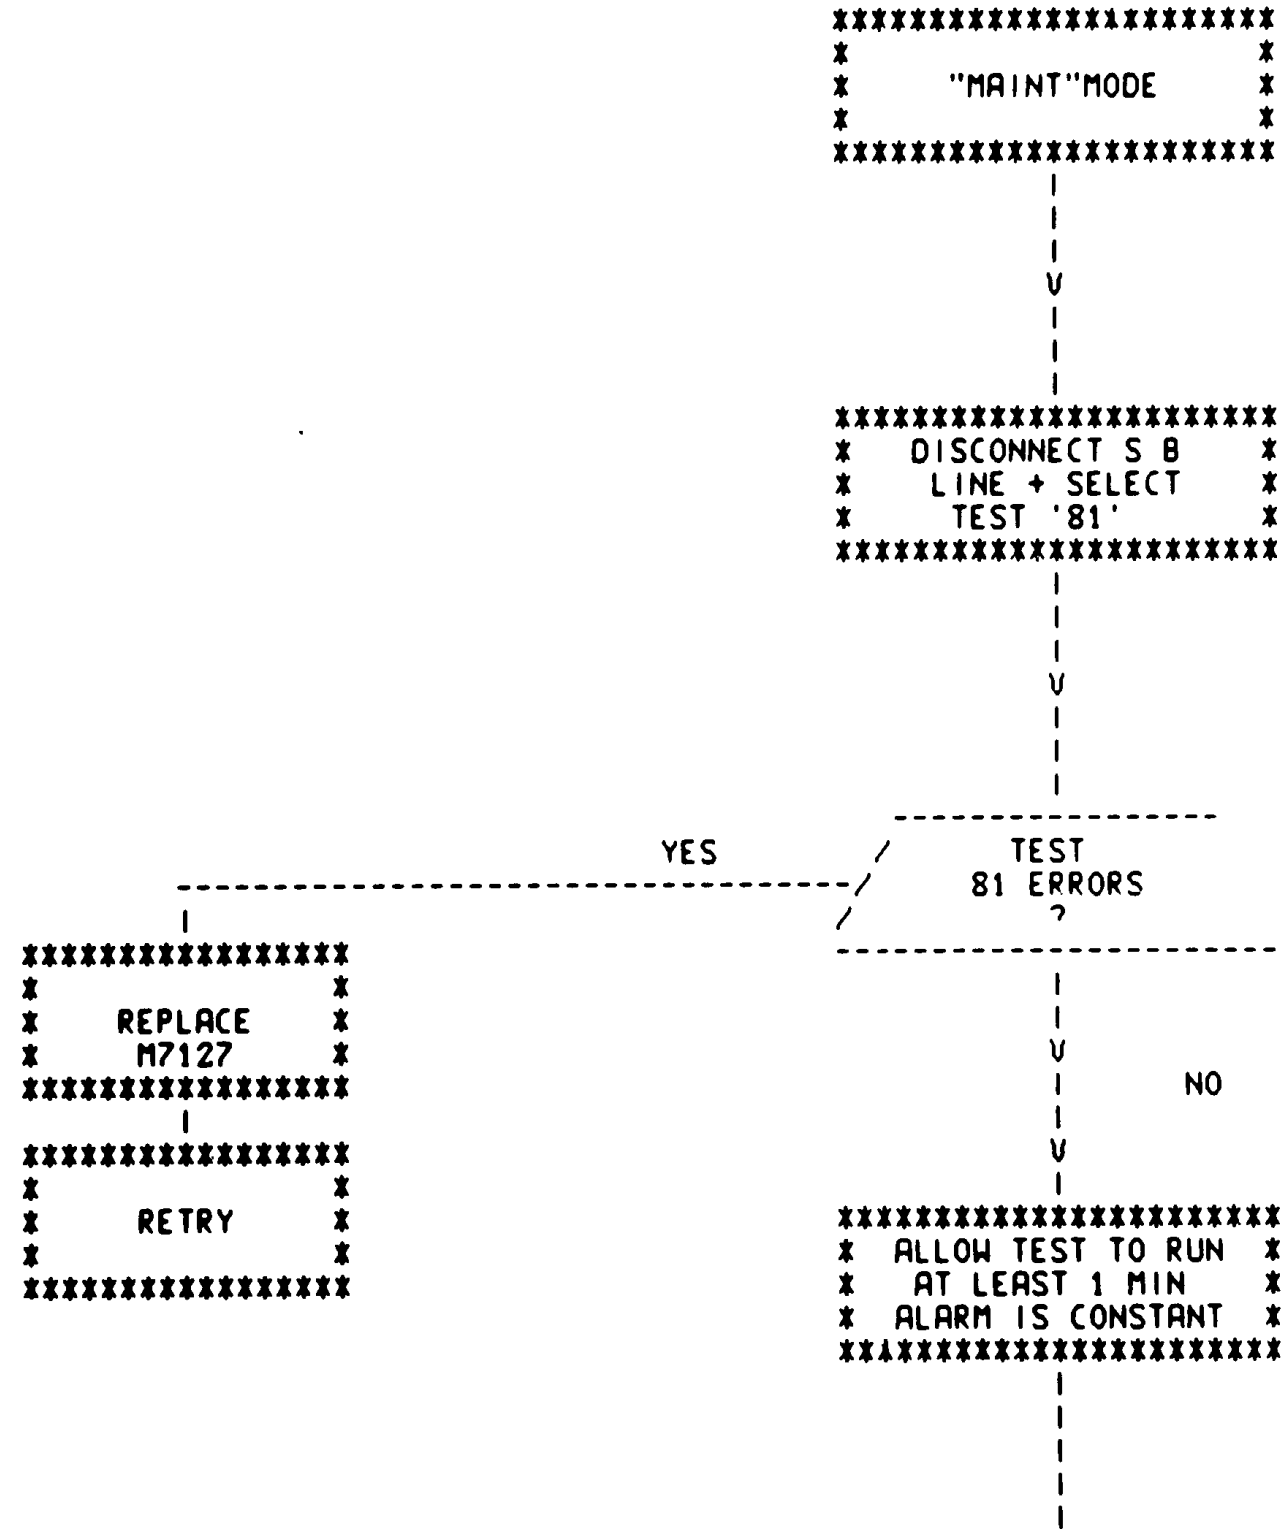 "MAINT"MODE
DISCONNECT S B
LINE + SELECT
TEST '81'
YES
TEST
81 ERRORS
?
REPLACE
M7127
NO
RETRY
ALLOW TEST TO RUN
AT LEAST 1 MIN
ALARM IS CONSTANT